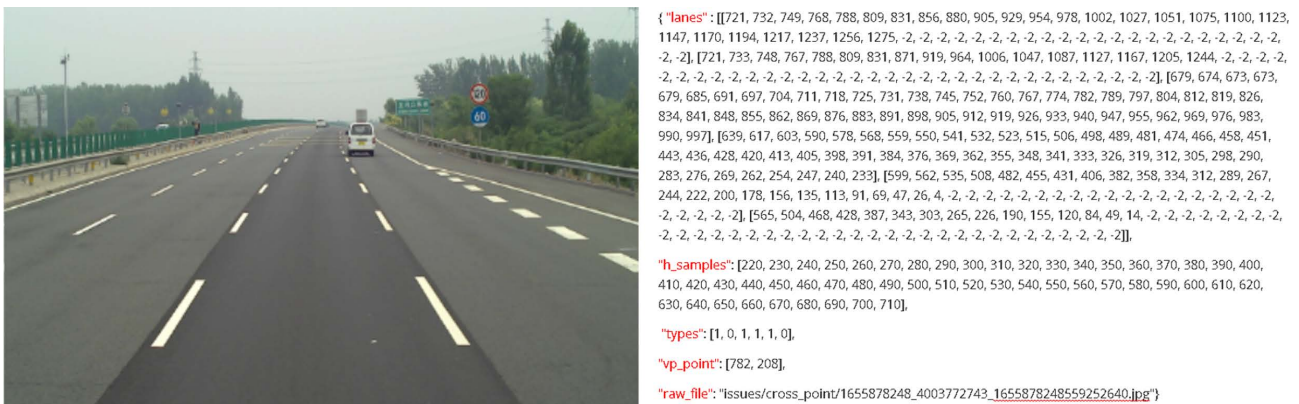 120
60
{ "lanes" : [[721, 732, 749, 768, 788, 809, 831, 856, 880, 905, 929, 954, 978, 1002, 1027, 1051, 1075, 1100, 1123,
1147, 1170, 1194, 1217, 1237, 1256, 1275, -2, -2, -2, -2, -2, -2, -2, -2, -2, -2, -2, -2, -2, -2, -2, -2, -2, -2, -2, -2, -2, -2,
-2, -2], [721, 733, 748, 767, 788, 809, 831, 871, 919, 964, 1006, 1047, 1087, 1127, 1167, 1205, 1244, -2, -2, -2, -2,
-2, -2, -2, -2, -2, -2, -2, -2, -2, -2, -2, -2, -2, -2, -2, -2, -2, -2, -2, -2, -2, -2, -2, -2, -2, -2, -2, -2, -2], [679, 674, 673, 673,
679, 685, 691, 697, 704, 711, 718, 725, 731, 738, 745, 752, 760, 767, 774, 782, 789, 797, 804, 812, 819, 826,
834, 841, 848, 855, 862, 869, 876, 883, 891, 898, 905, 912, 919, 926, 933, 940, 947, 955, 962, 969, 976, 983,
990, 997], [639, 617, 603, 590, 578, 568, 559, 550, 541, 532, 523, 515, 506, 498, 489, 481, 474, 466, 458, 451,
443, 436, 428, 420, 413, 405, 398, 391, 384, 376, 369, 362, 355, 348, 341, 333, 326, 319, 312, 305, 298, 290,
283, 276, 269, 262, 254, 247, 240, 233], [599, 562, 535, 508, 482, 455, 431, 406, 382, 358, 334, 312, 289, 267,
244, 222, 200, 178, 156, 135, 113, 91, 69, 47, 26, 4, -2, -2, -2, -2, -2, -2, -2, -2, -2, -2, -2, -2, -2, -2, -2, -2, -2, -2, -2,
-2, -2, -2, -2, -2], [565, 504, 468, 428, 387, 343, 303, 265, 226, 190, 155, 120, 84, 49, 14, -2, -2, -2, -2, -2, -2, -2, -2,
-2, -2, -2, -2, -2, -2, -2, -2, -2, -2, -2, -2, -2, -2, -2, -2, -2, -2, -2, -2, -2, -2, -2, -2, -2, -2, -2]],
"h_samples": [220, 230, 240, 250, 260, 270, 280, 290, 300, 310, 320, 330, 340, 350, 360, 370, 380, 390, 400,
410, 420, 430, 440, 450, 460, 470, 480, 490, 500, 510, 520, 530, 540, 550, 560, 570, 580, 590, 600, 610, 620,
630, 640, 650, 660, 670, 680, 690, 700, 710],
"types": [1, 0, 1, 1, 1, 0],
"vp_point": [782, 208],
"raw_file": "issues/cross_point/1655878248_4003772743_1655878248559252640.jpg"}